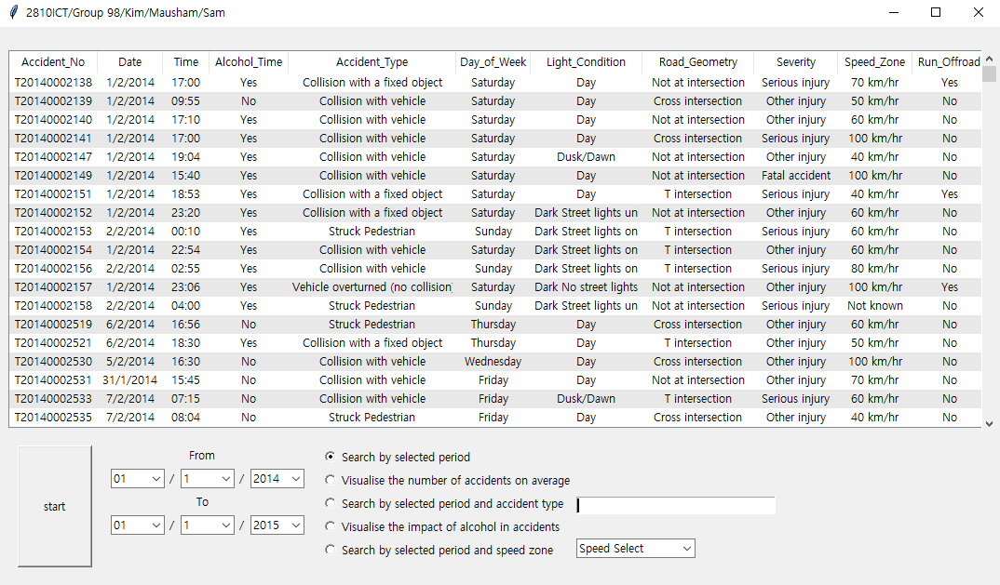 2810ICT/Group 98/Kim/Mausham/Sam
Accident_No Date Time Alcohol_Time Accident_Type Day_of_Week Light_Condition Road_Geometry Severity Speed_Zone Run_Offroad
T20140002138 1/2/2014 17:00 Yes Collision with a fixed object Saturday Day Not at intersection Serious injury 70 km/hr Yes
T20140002139 1/2/2014 09:55 No Collision with vehicle Saturday Day Cross intersection Other injury 50 km/hr No
T20140002140 1/2/2014 17:10 Yes Collision with vehicle Saturday Day Not at intersection Other injury 60 km/hr No
T20140002141 1/2/2014 17:00 Yes Collision with vehicle Saturday Day Cross intersection Serious injury 100 km/hr No
T20140002147 1/2/2014 19:04 Yes Collision with vehicle Saturday Dusk/Dawn Not at intersection Other injury 40 km/hr No
T20140002149 1/2/2014 15:40 Yes Collision with vehicle Saturday Day Not at intersection Fatal accident 100 km/hr No
T20140002151 1/2/2014 18:53 Yes Collision with a fixed object Saturday Day T intersection Serious injury 40 km/hr Yes
T20140002152 1/2/2014 23:20 Yes Collision with a fixed object Saturday Dark Street lights un Not at intersection Other injury 60 km/hr No
T20140002153 2/2/2014 00:10 Yes Struck Pedestrian Sunday Dark Street lights on T intersection Serious injury 60 km/hr No
T20140002154 1/2/2014 22:54 Yes Collision with vehicle Saturday Dark Street lights on T intersection Other injury 60 km/hr No
T20140002156 2/2/2014 02:55 Yes Collision with vehicle Sunday Dark Street lights on T intersection Serious injury 80 km/hr No
T20140002157 1/2/2014 23:06 Yes Vehicle overturned (no collision) Saturday Dark No street lights Not at intersection Other injury 100 km/hr Yes
T20140002158 2/2/2014 04:00 Yes Struck Pedestrian Sunday Dark Street lights un Not at intersection Serious injury Not known No
T20140002519 6/2/2014 16:56 No Struck Pedestrian Thursday Day Cross intersection Other injury 60 km/hr No
T20140002521 6/2/2014 18:30 Yes Collision with a fixed object Thursday Day T intersection Other injury 50 km/hr No
T20140002530 5/2/2014 16:30 No Collision with vehicle Wednesday Day Cross intersection Other injury 100 km/hr No
T20140002531 31/1/2014 15:45 No Collision with vehicle Friday Day Not at intersection Other injury 70 km/hr No
T20140002533 7/2/2014 07:15 No Collision with vehicle Friday Dusk/Dawn T intersection Serious injury 60 km/hr No
T20140002535 7/2/2014 08:04 No Struck Pedestrian Friday Day Cross intersection Other injury 40 km/hr No
start
From
01 / 1 / 2014
To
01 / 1 / 2015
Search by selected period
Visualise the number of accidents on average
Search by selected period and accident type
Visualise the impact of alcohol in accidents
Search by selected period and speed zone Speed Select